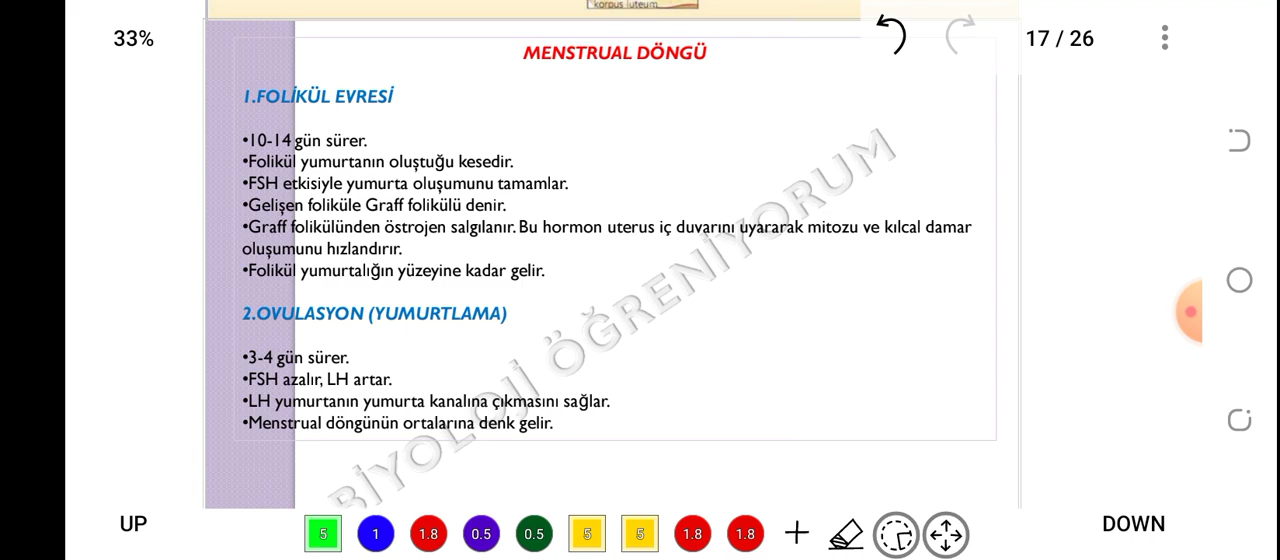 korpus luteum
33%
17 / 26
MENSTRUAL DÖNGÜ
1.FOLİKÜL EVRESİ
•10-14 gün sürer.
•Folikül yumurtanın oluştuğu kesedir.
•FSH etkisiyle yumurta oluşumunu tamamlar.
•Gelişen foliküle Graff folikülü denir.
•Graff folikülünden östrojen salgılanır. Bu hormon uterus iç duvarını uyararak mitozu ve kılcal damar
oluşumunu hızlandırır.
•Folikül yumurtalığın yüzeyine kadar gelir.
2.OVULASYON (YUMURTLAMA)
•3-4 gün sürer.
•FSH azalır, LH artar.
•LH yumurtanın yumurta kanalına çıkmasını sağlar.
•Menstrual döngünün ortalarına denk gelir.
BİYOLOJİ ÖĞRENİYORUM
UP
5 1 1.8 0.5 0.5 5 5 1.8 1.8
DOWN